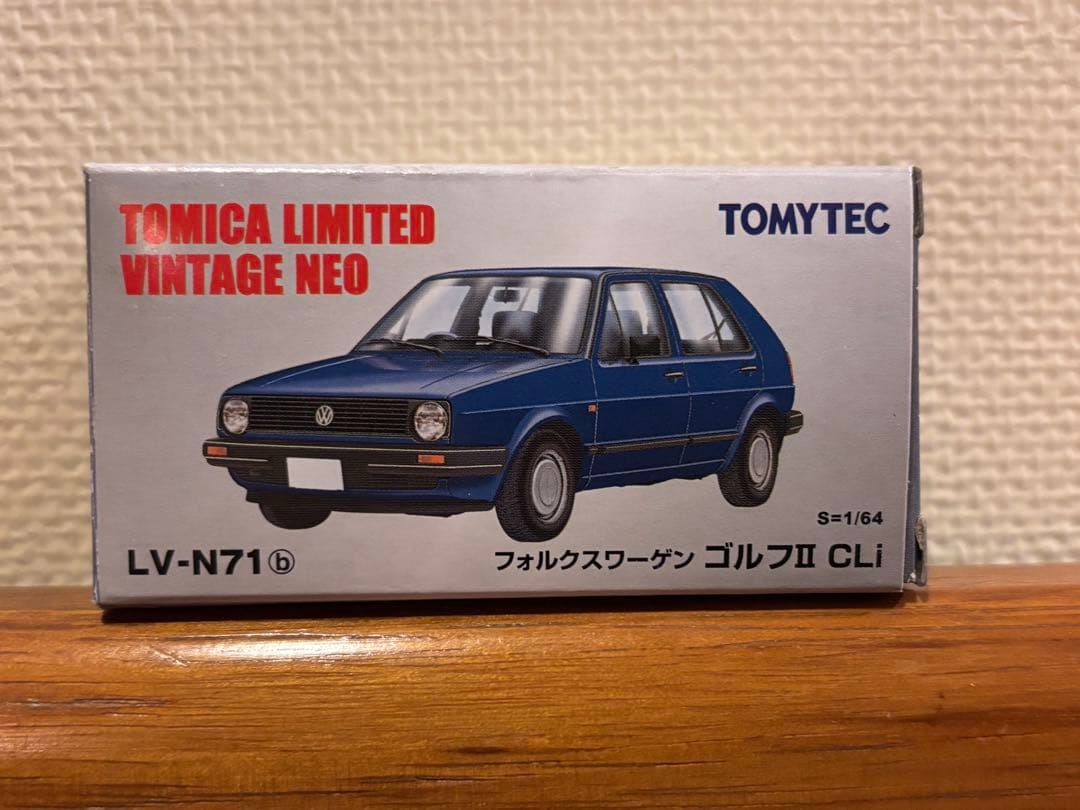 TOMICA LIMITED
VINTAGE NEO
TOMYTEC
S=1/64
LV-N71 ⓑ
フォルクスワーゲン ゴルフⅡ CLi